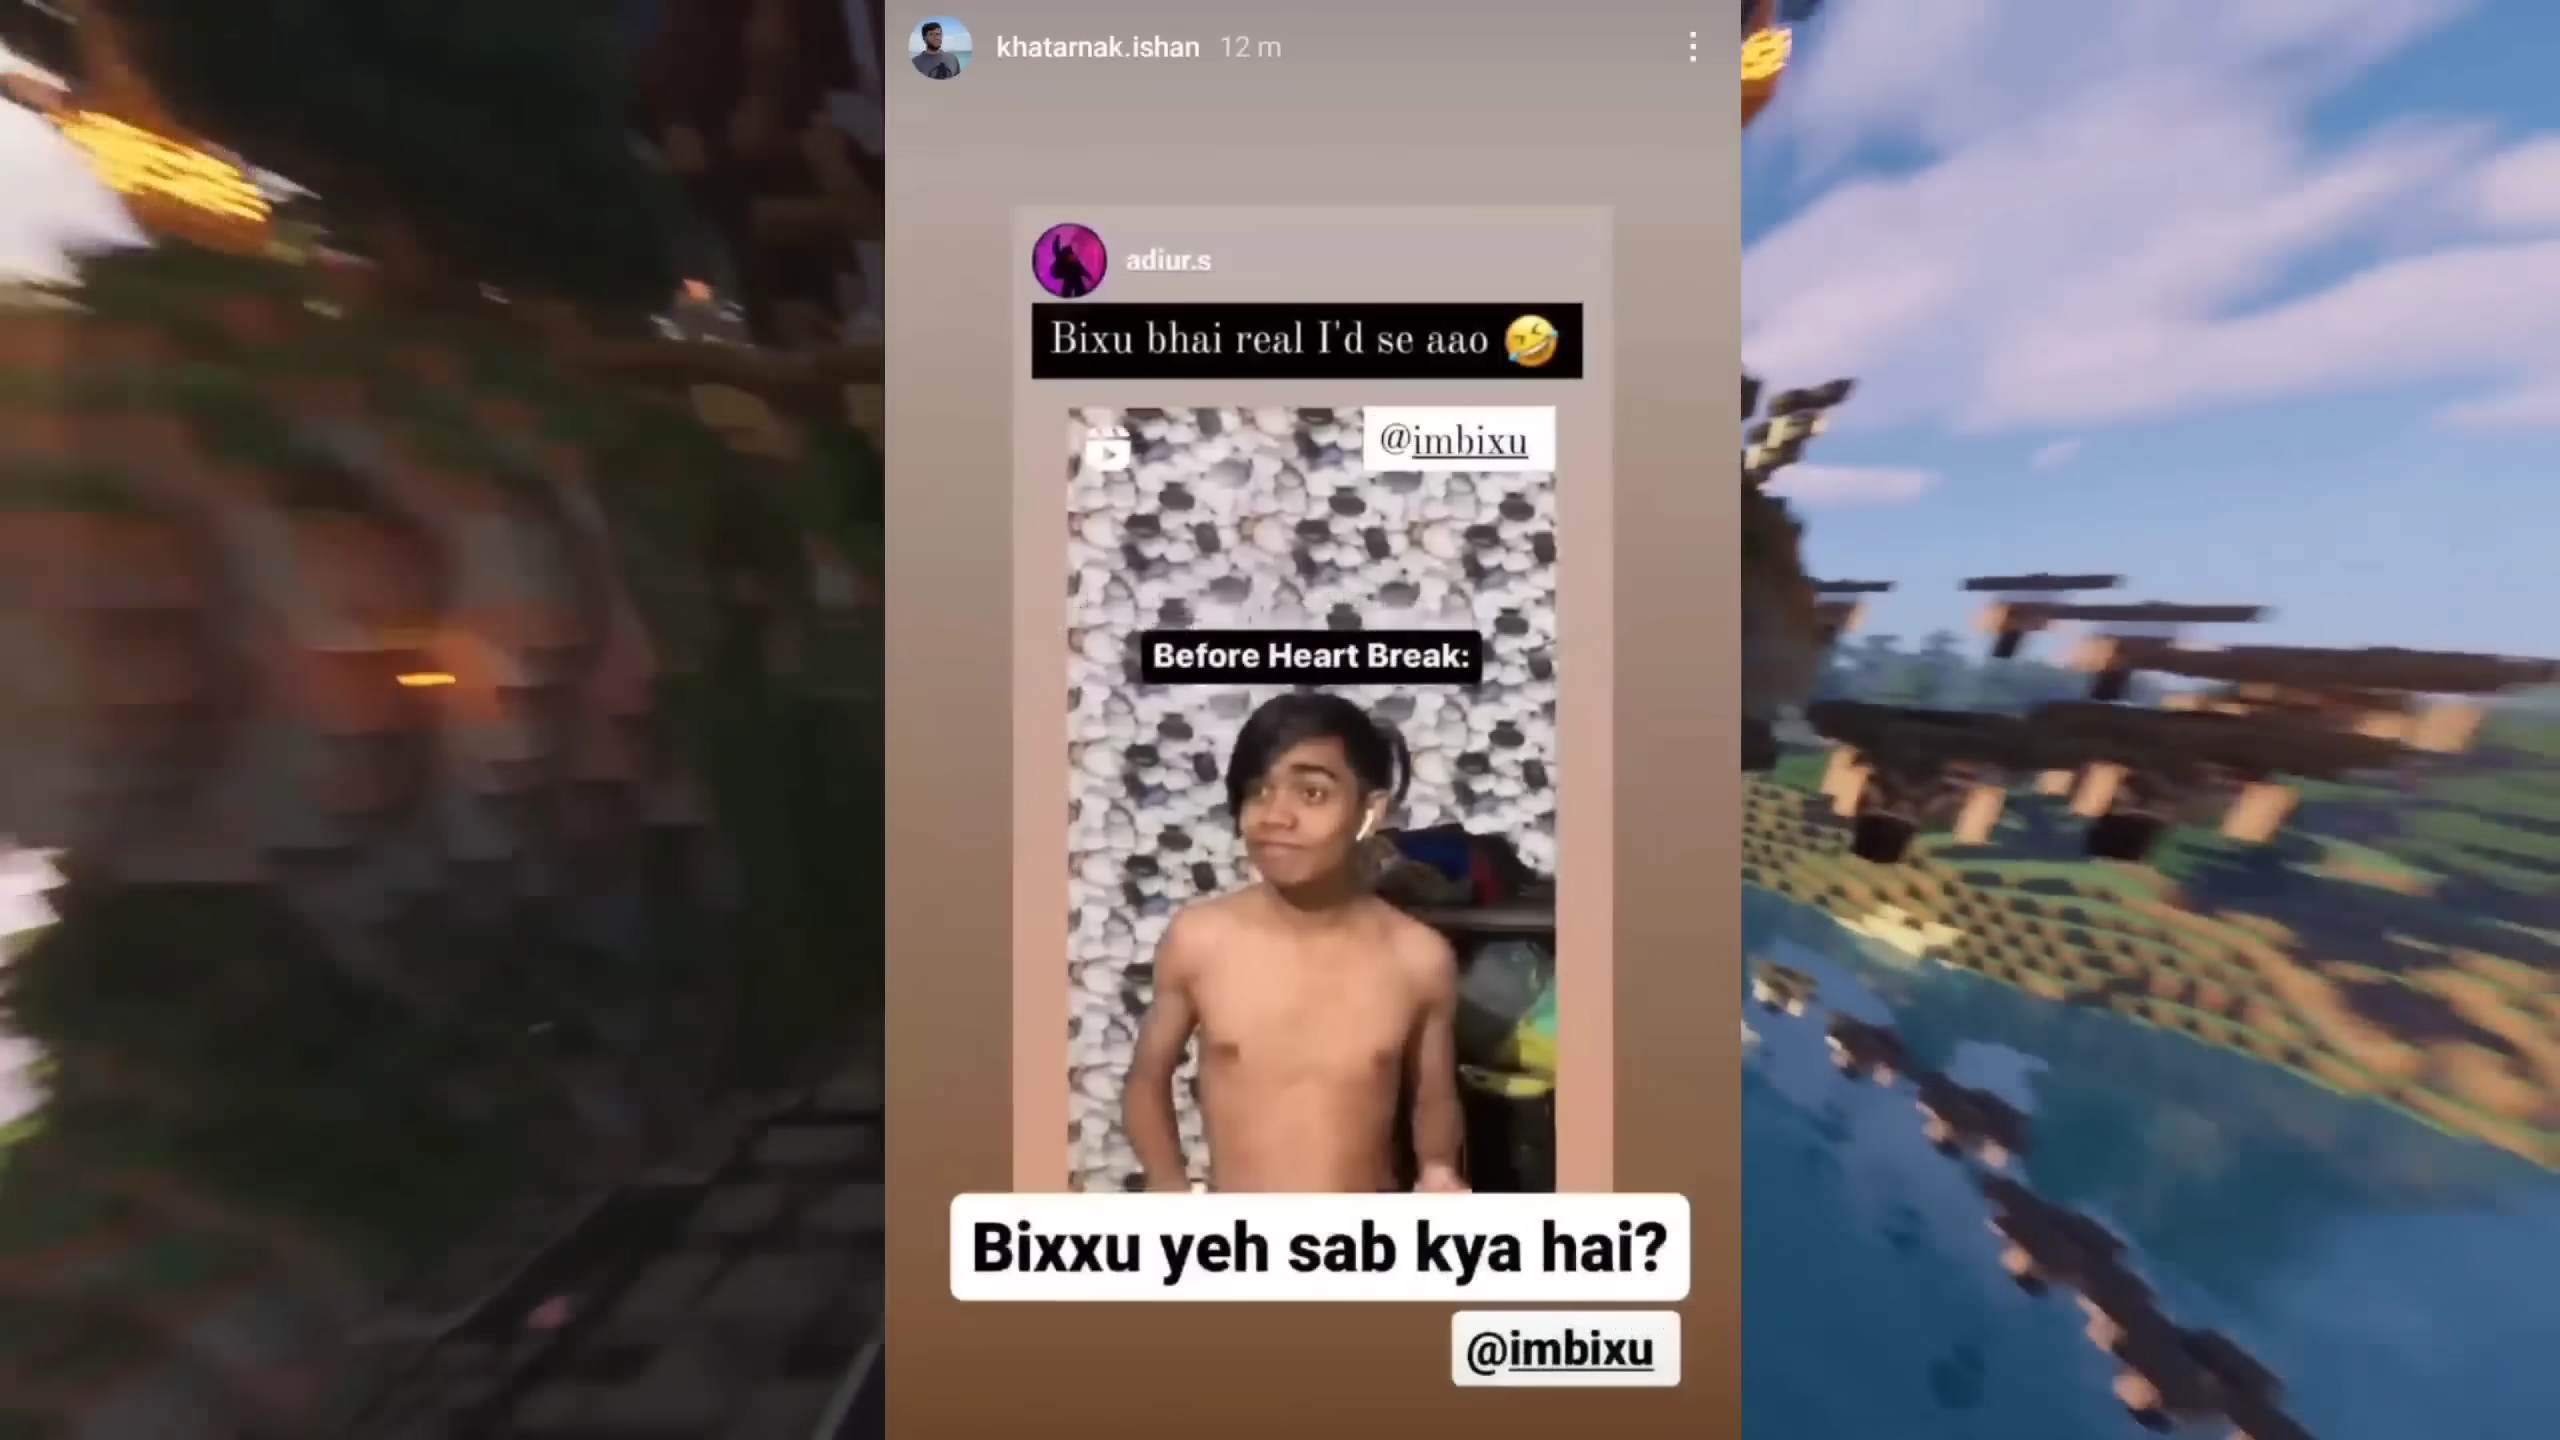 khatarnak.ishan 12 m
adiur.s
Bixu bhai real I'd se aao 🤣
@imbixu
Before Heart Break:
Bixxu yeh sab kya hai?
@imbixu